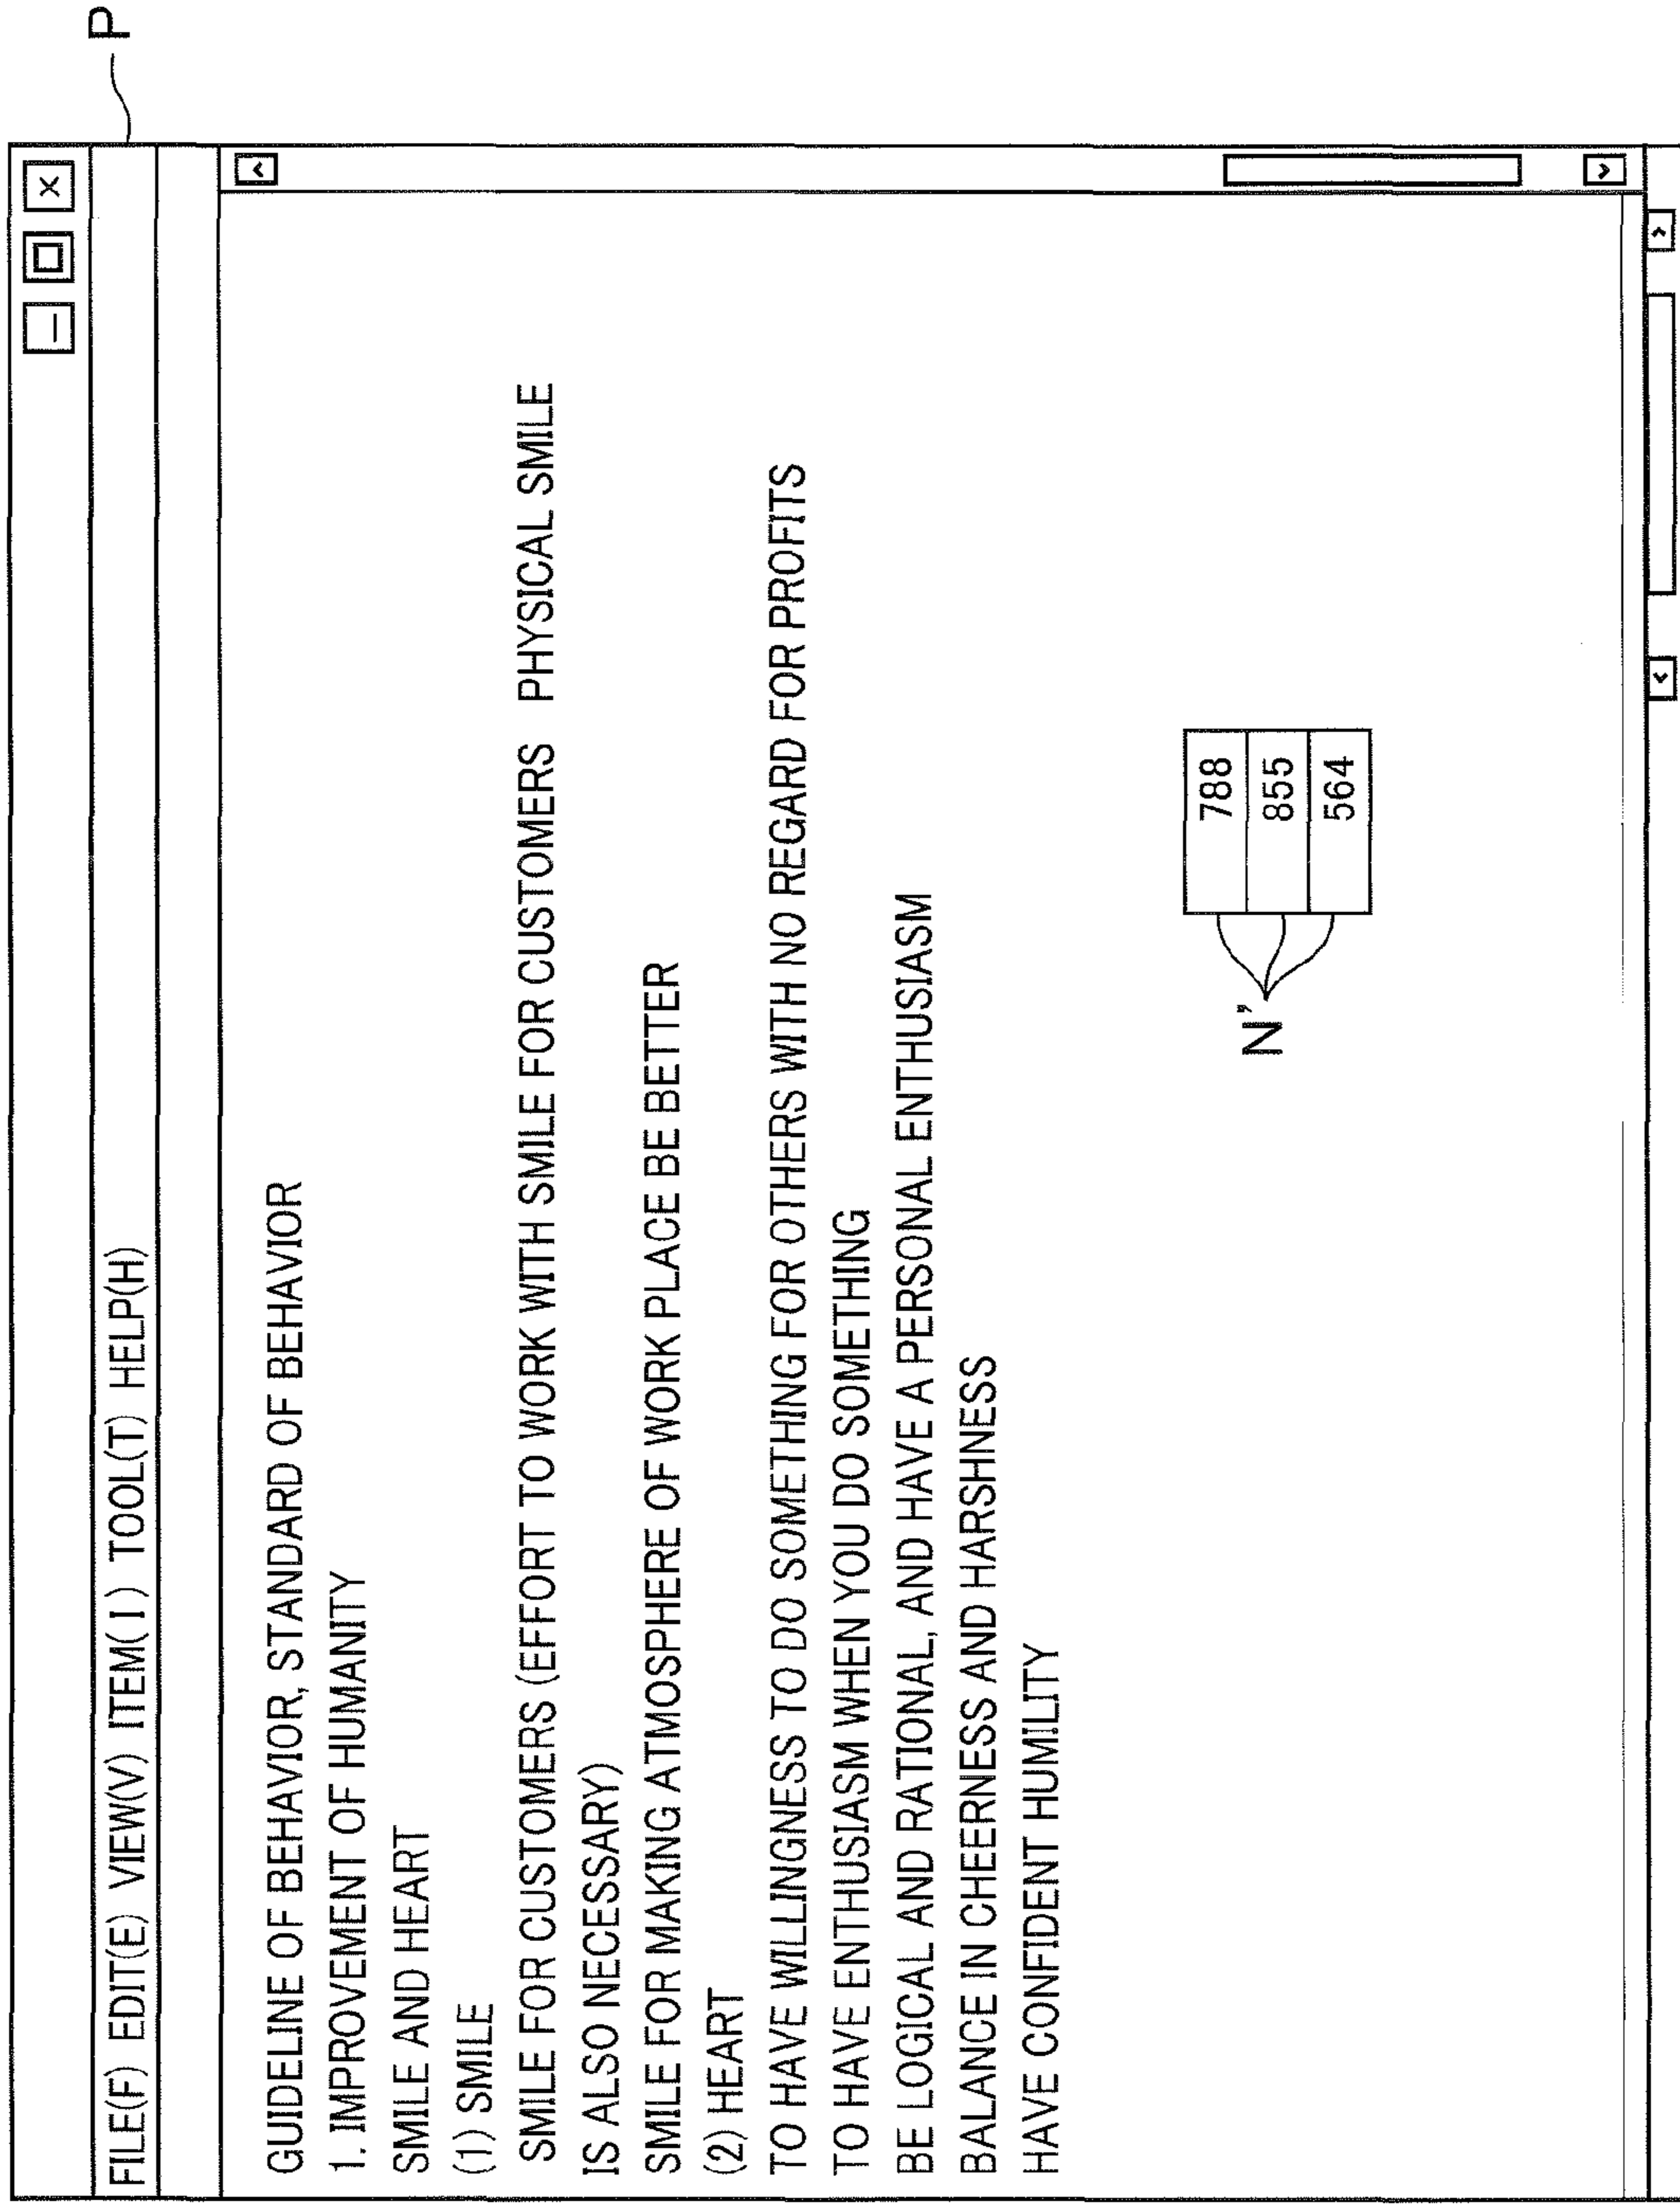 P
FILE(F) EDIT(E) VIEW(V) ITEM(I) TOOL(T) HELP(H)
GUIDELINE OF BEHAVIOR, STANDARD OF BEHAVIOR
1. IMPROVEMENT OF HUMANITY
SMILE AND HEART
(1) SMILE
SMILE FOR CUSTOMERS (EFFORT TO WORK WITH SMILE FOR CUSTOMERS PHYSICAL SMILE
IS ALSO NECESSARY)
SMILE FOR MAKING ATMOSPHERE OF WORK PLACE BE BETTER
(2) HEART
TO HAVE WILLINGNESS TO DO SOMETHING FOR OTHERS WITH NO REGARD FOR PROFITS
TO HAVE ENTHUSIASM WHEN YOU DO SOMETHING
BE LOGICAL AND RATIONAL, AND HAVE A PERSONAL ENTHUSIASM
BALANCE IN CHEERNESS AND HARSHNESS
HAVE CONFIDENT HUMILITY
788
N' 855
564